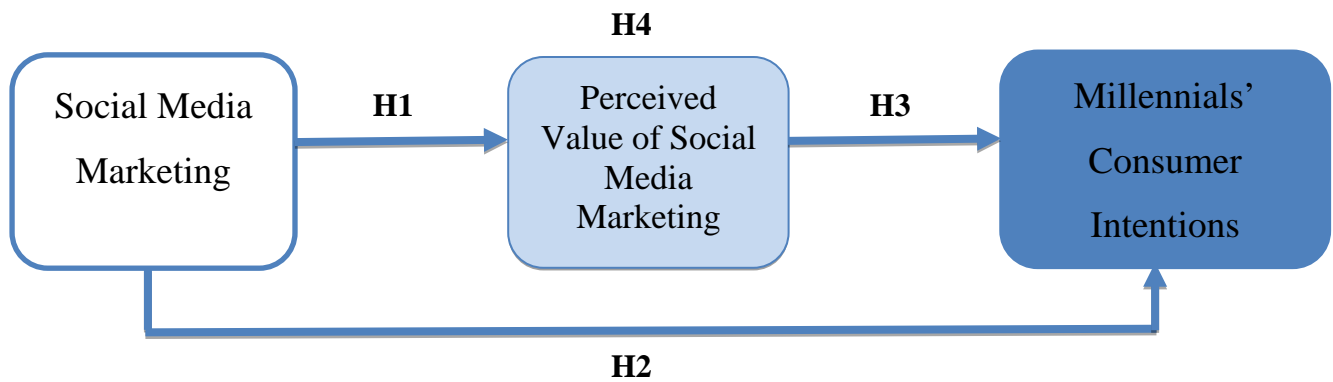 H4
Social Media
Marketing
H1
Perceived
Value of Social
Media
Marketing
H3
Millennials’
Consumer
Intentions
H2